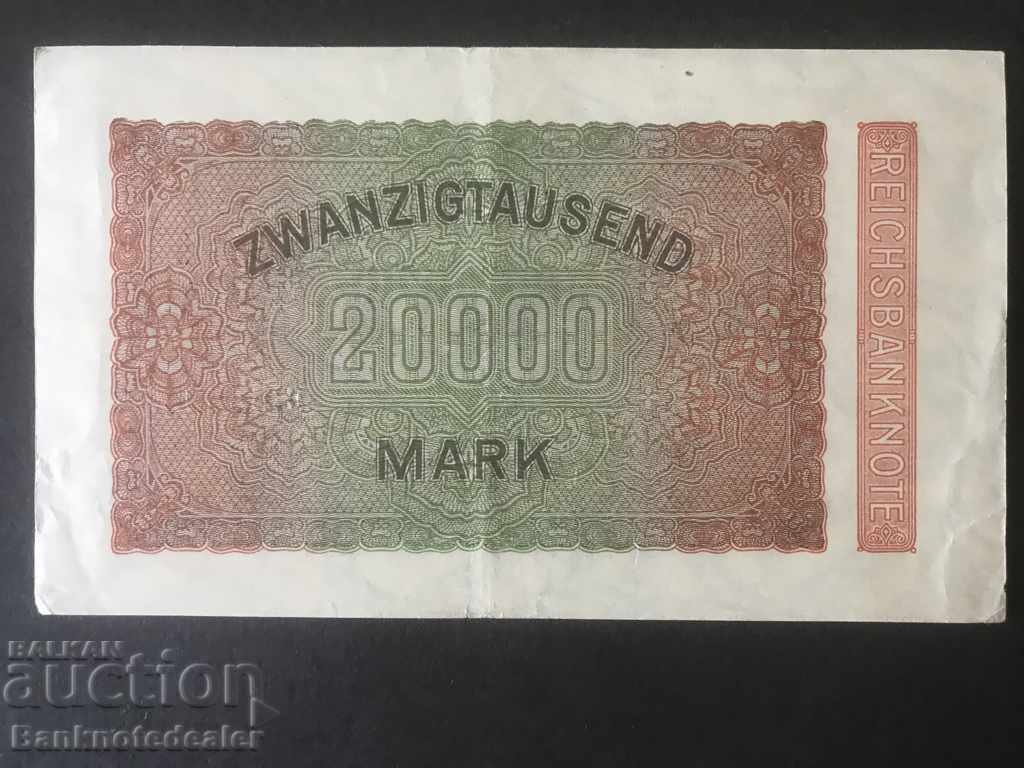 ZWANZIGTAUSEND
20000
MARK
REICHSBANKNOTE
BALKAN
auction
Banknotedealer